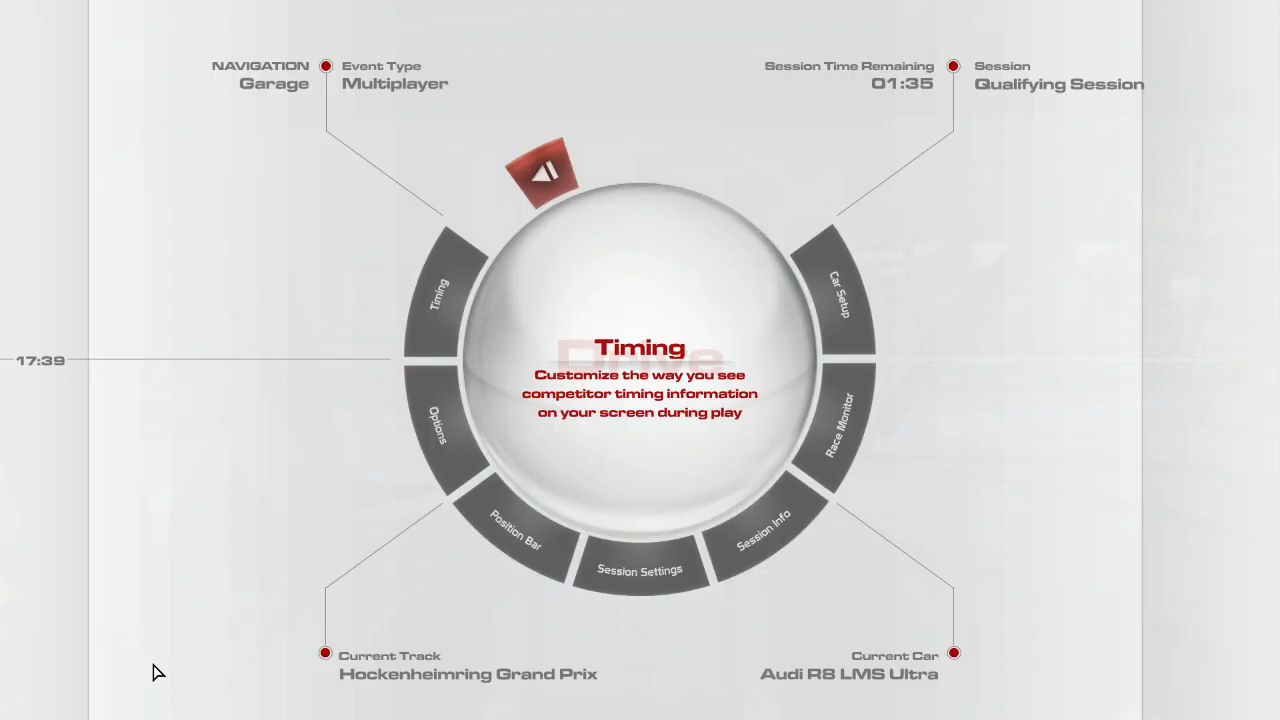 NAVIGATION
Garage
Event Type
Multiplayer
Session Time Remaining
01:35
Session
Qualifying Session
Timing
Car Setup
Drive
Timing
Customize the way you see
competitor timing information
on your screen during play
17:39
Options
Race Monitor
Position Bar
Session Info
Session Settings
Current Track
Hockenheimring Grand Prix
Current Car
Audi R8 LMS Ultra